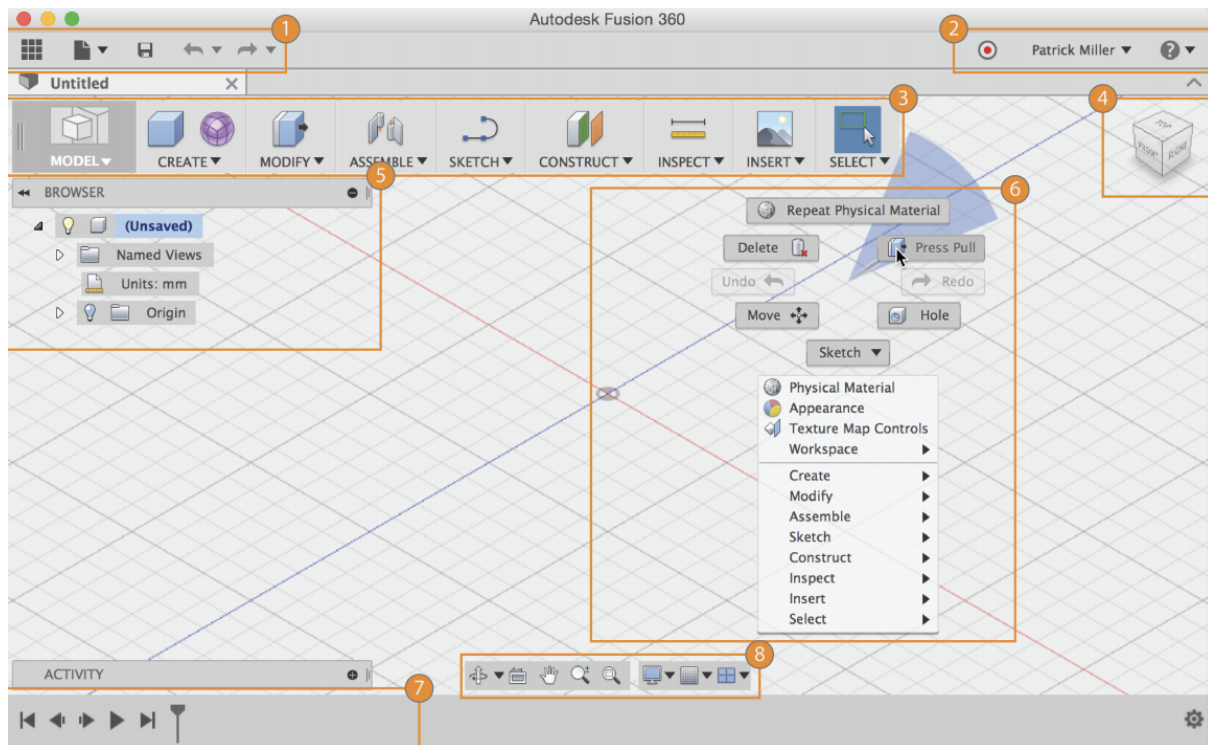 Autodesk Fusion 360
1
2
Patrick Miller
?
Untitled
3
4
MODEL
CREATE
MODIFY
ASSEMBLE
SKETCH
CONSTRUCT
INSPECT
INSERT
SELECT
TOP
FRONT
RIGHT
5
BROWSER
6
(Unsaved)
Named Views
Units: mm
Origin
Repeat Physical Material
Delete
Press Pull
Undo
Redo
Move
Hole
Sketch
Physical Material
Appearance
Texture Map Controls
Workspace
Create
Modify
Assemble
Sketch
Construct
Inspect
Insert
Select
ACTIVITY
7
8